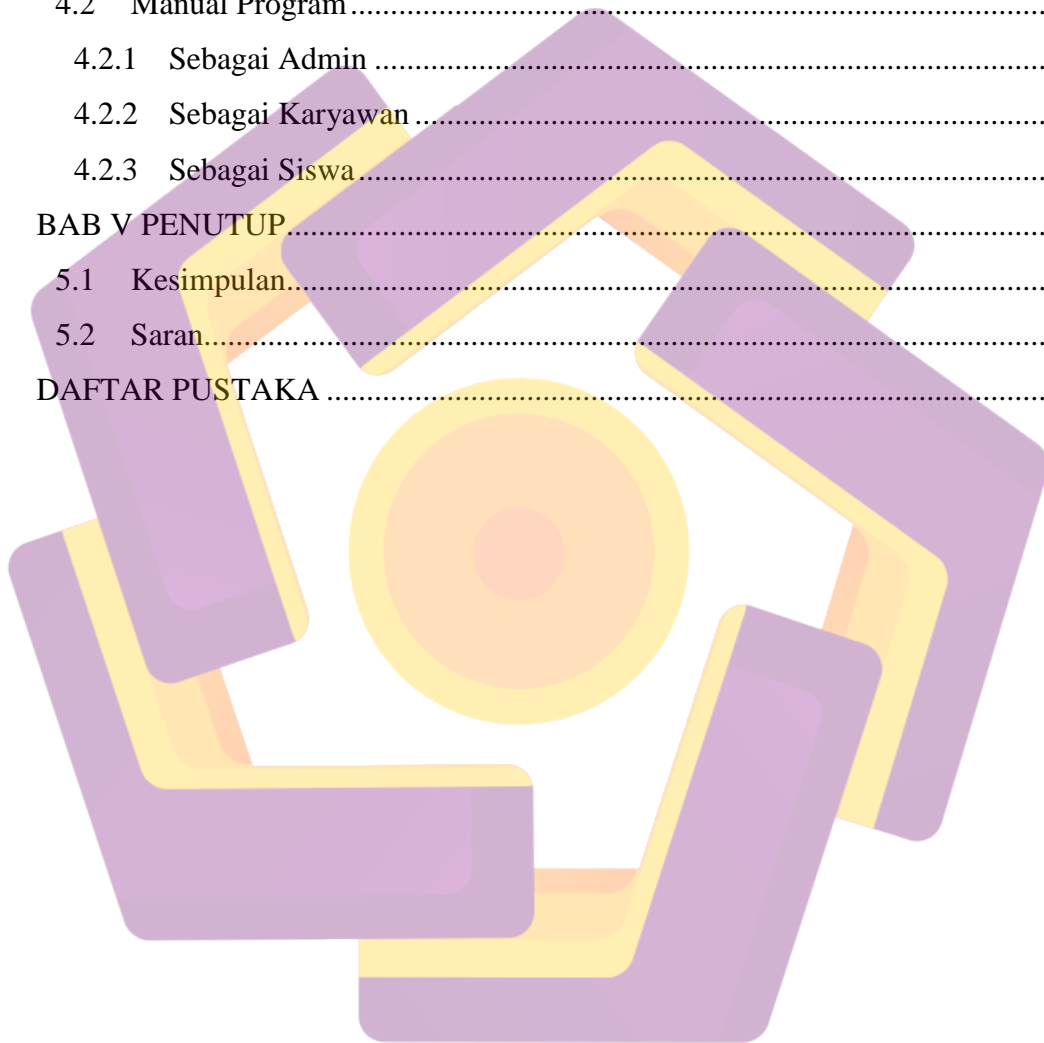 4.2 Manual Program....................................................................................
4.2.1 Sebagai Admin ..................................................................................
4.2.2 Sebagai Karyawan .............................................................................
4.2.3 Sebagai Siswa....................................................................................
BAB V PENUTUP.............................................................................................
5.1 Kesimpulan.............................................................................................
5.2 Saran.......................................................................................................
DAFTAR PUSTAKA ........................................................................................